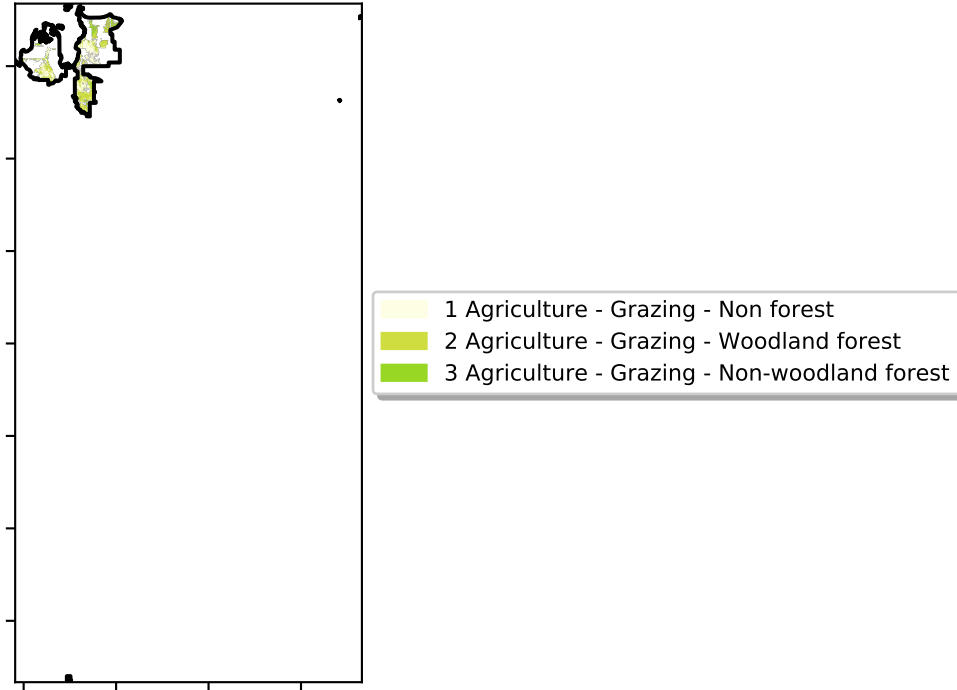 1 Agriculture - Grazing - Non forest
2 Agriculture - Grazing - Woodland forest
3 Agriculture - Grazing - Non-woodland forest